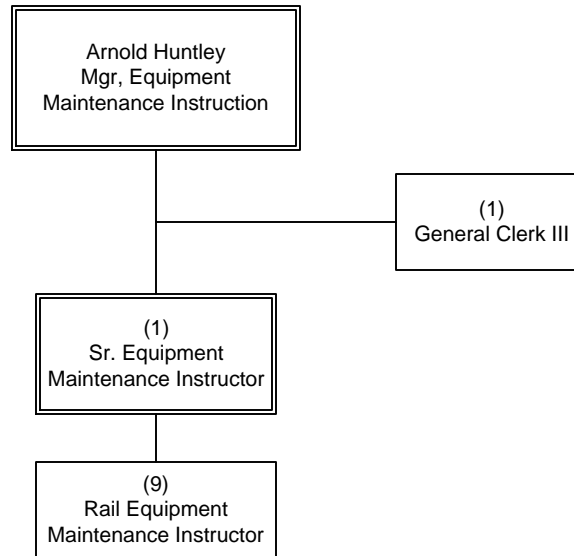 Arnold Huntley
Mgr, Equipment
Maintenance Instruction
(1)
General Clerk III
(1)
Sr. Equipment
Maintenance Instructor
(9)
Rail Equipment
Maintenance Instructor